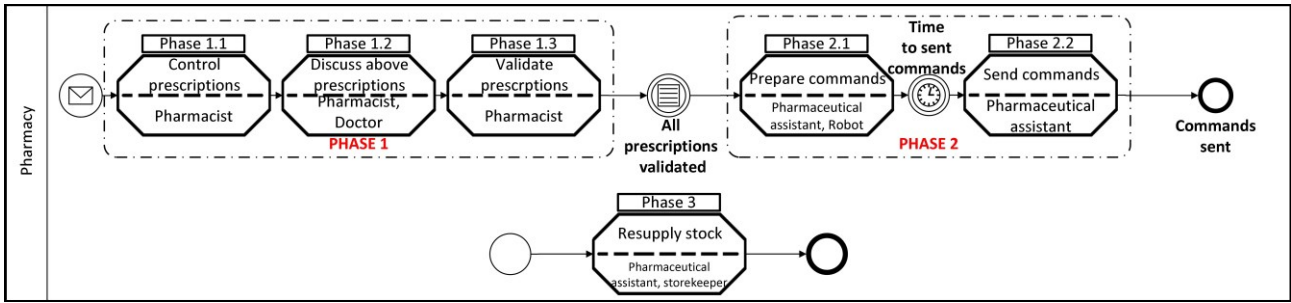 Pharmacy
Phase 1.1
Control
prescriptions
Pharmacist
Phase 1.2
Discuss above
prescriptions
Pharmacist,
Doctor
Phase 1.3
Validate
prescrptions
Pharmacist
PHASE 1
All
prescriptions
validated
Phase 2.1
Prepare commands
Pharmaceutical
assistant, Robot
Time
to sent
commands
Phase 2.2
Send commands
Pharmaceutical
assistant
PHASE 2
Commands
sent
Phase 3
Resupply stock
Pharmaceutical
assistant, storekeeper